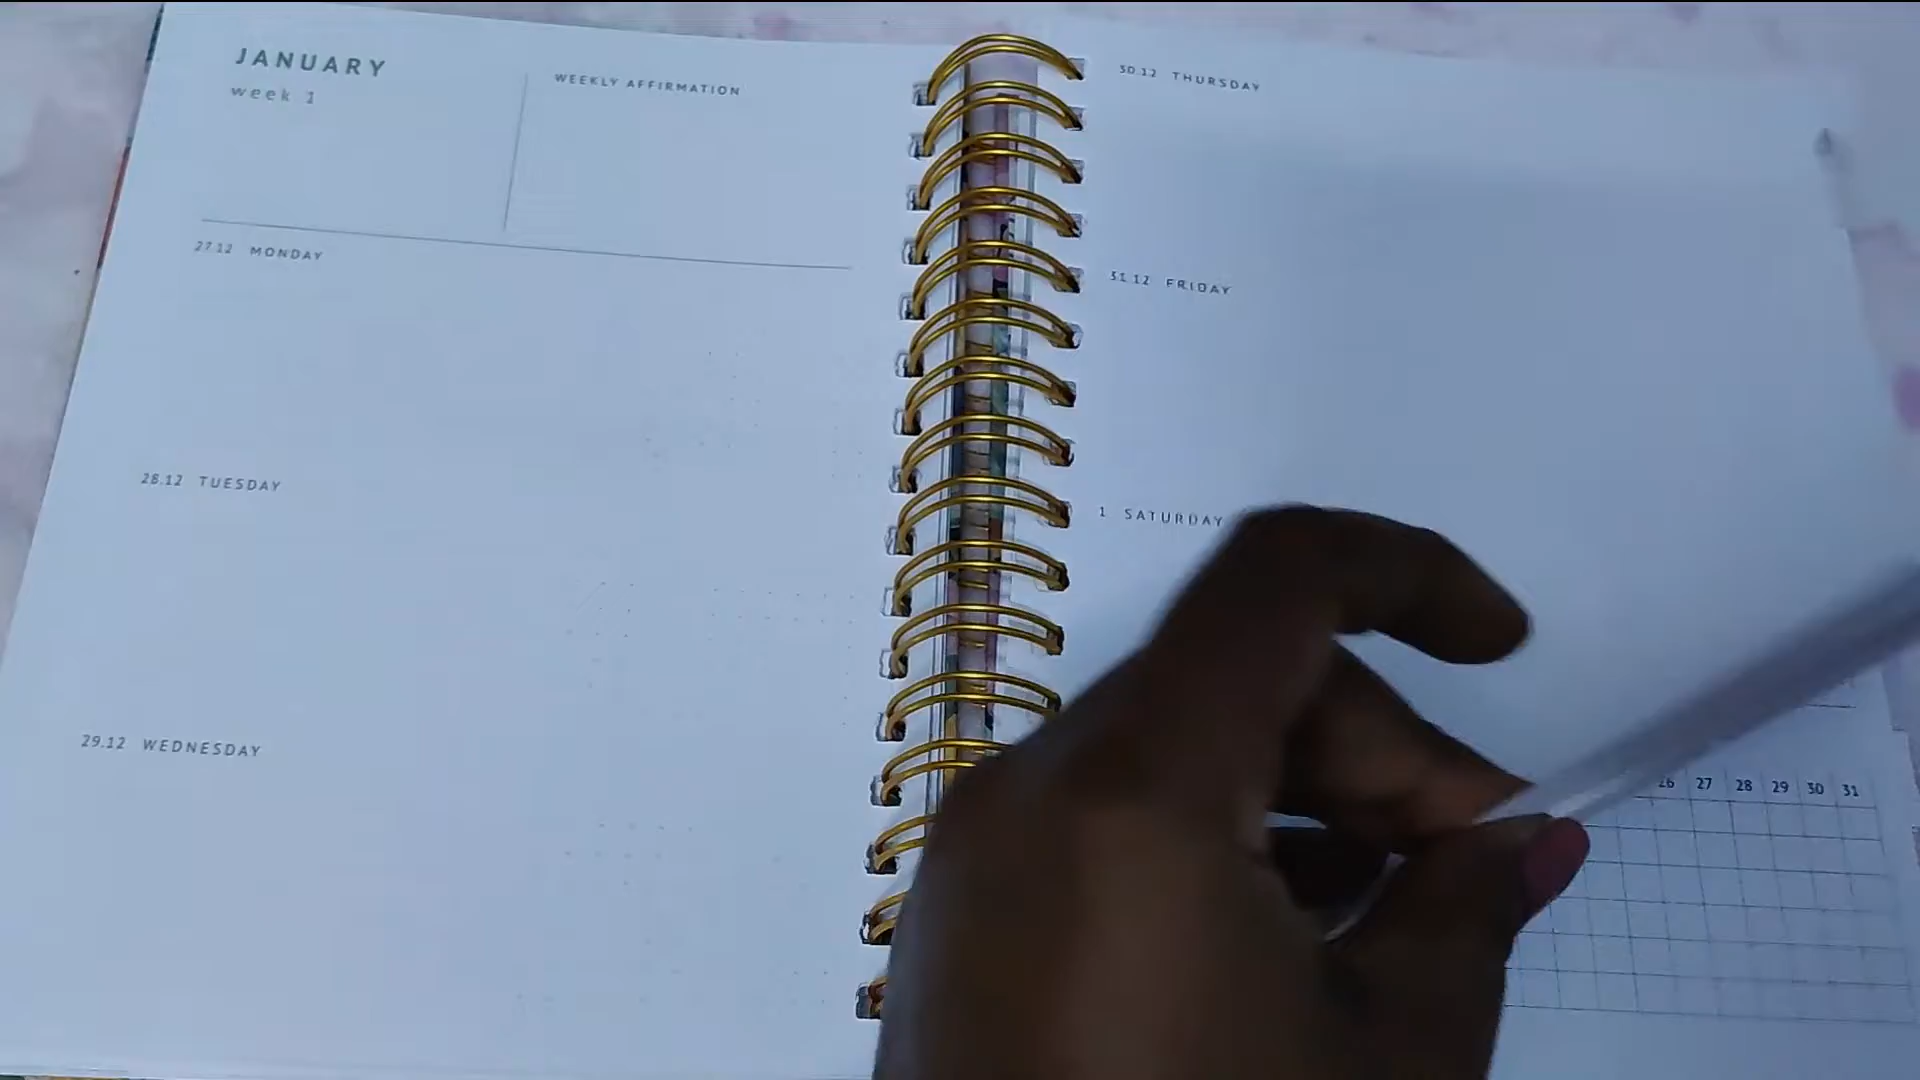 JANUARY
week 1
WEEKLY AFFIRMATION
27.12 MONDAY
28.12 TUESDAY
29.12 WEDNESDAY
30.12 THURSDAY
31.12 FRIDAY
1 SATURDAY
26 27 28 29 30 31